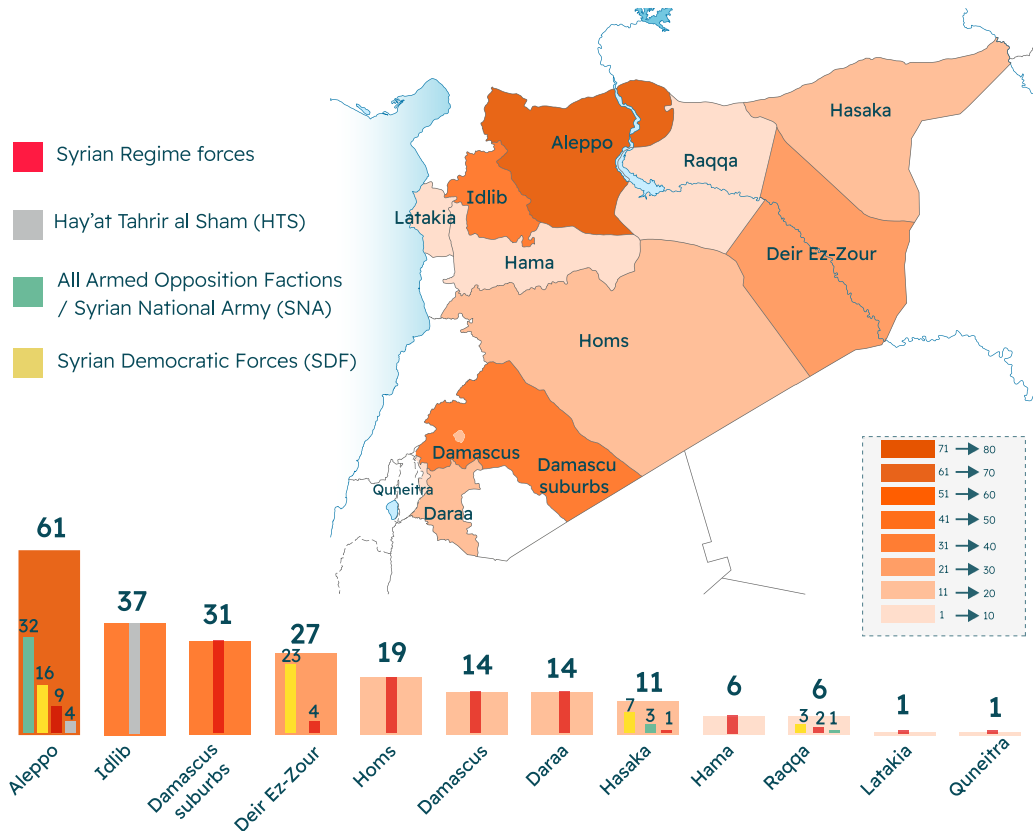 Syrian Regime forces
Hay’at Tahrir al Sham (HTS)
All Armed Opposition Factions
/ Syrian National Army (SNA)
Syrian Democratic Forces (SDF)
Hasaka
Aleppo
Raqqa
Idlib
Latakia
Hama
Deir Ez-Zour
Homs
Damascus
Damascu
suburbs
Quneitra
Daraa
71 80
61 70
51 60
41 50
31 40
21 30
11 20
1 10
61
32
16
9
4
Aleppo
37
Idlib
31
Damascus
suburbs
27
23
4
Deir Ez-Zour
19
Homs
14
Damascus
14
Daraa
11
7
3
1
Hasaka
6
Hama
6
3
2
1
Raqqa
1
Latakia
1
Quneitra